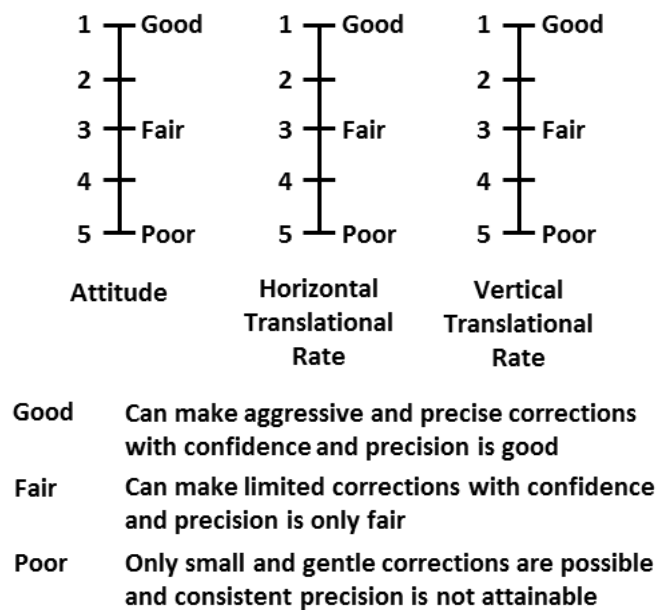 1 Good 1 Good 1 Good
2 2 2
3 Fair 3 Fair 3 Fair
4 4 4
5 Poor 5 Poor 5 Poor
Attitude
Horizontal
Translational
Rate
Vertical
Translational
Rate
Good Can make aggressive and precise corrections
with confidence and precision is good
Fair Can make limited corrections with confidence
and precision is only fair
Poor Only small and gentle corrections are possible
and consistent precision is not attainable